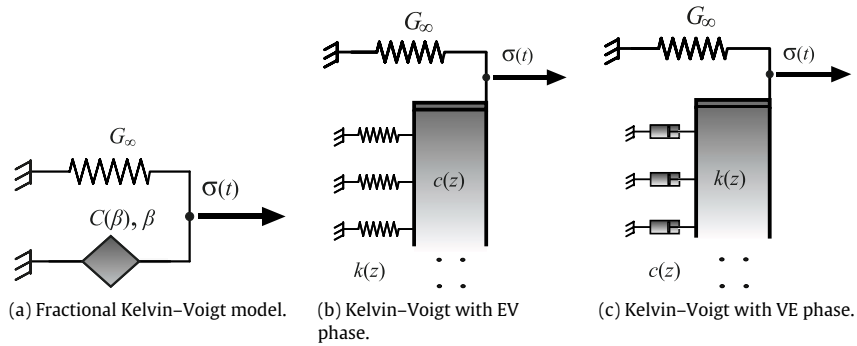 G∞
σ(t)
C(β), β
(a) Fractional Kelvin–Voigt model.
G∞
σ(t)
c(z)
k(z)
(b) Kelvin–Voigt with EV
phase.
G∞
σ(t)
k(z)
c(z)
(c) Kelvin–Voigt with VE phase.